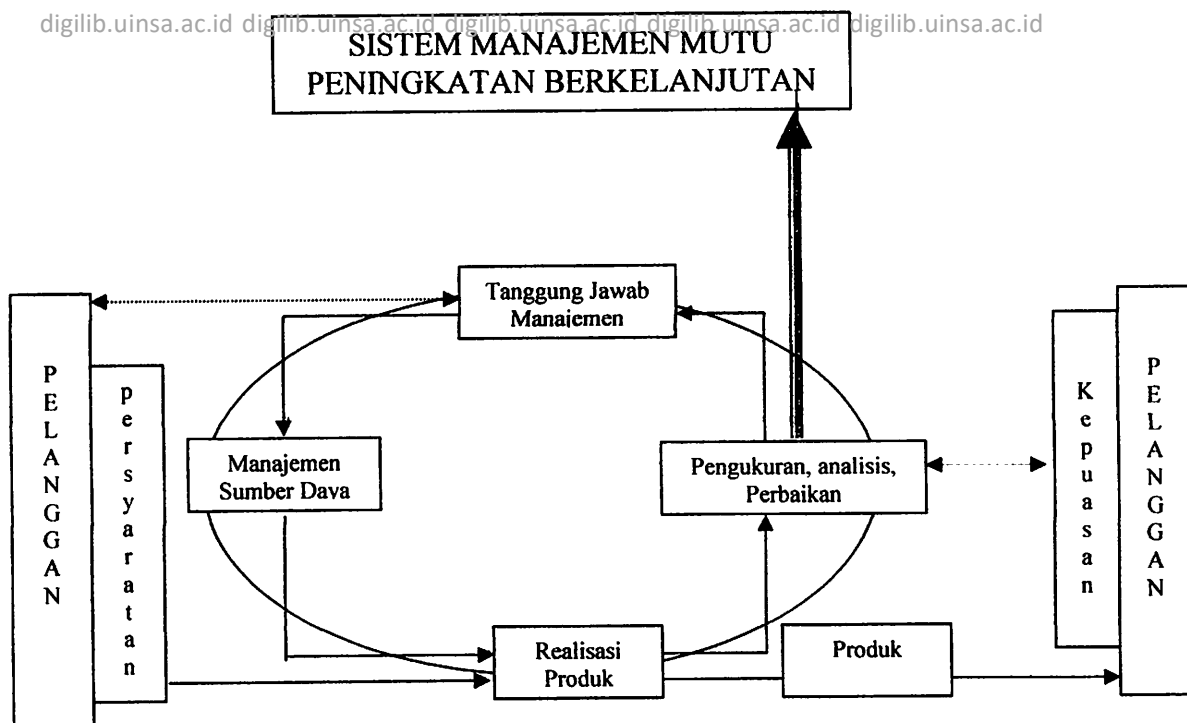 digilib.uinsa.ac.id digilib.uinsa.ac.id digilib.uinsa.ac.id digilib.uinsa.ac.id digilib.uinsa.ac.id
SISTEM MANAJEMEN MUTU
PENINGKATAN BERKELANJUTAN
Tanggung Jawab
Manajemen
PELANGGAN
persyaratan
Manajemen
Sumber Daya
Pengukuran, analisis,
Perbaikan
Kepuasan
PELANGGAN
Realisasi
Produk
Produk